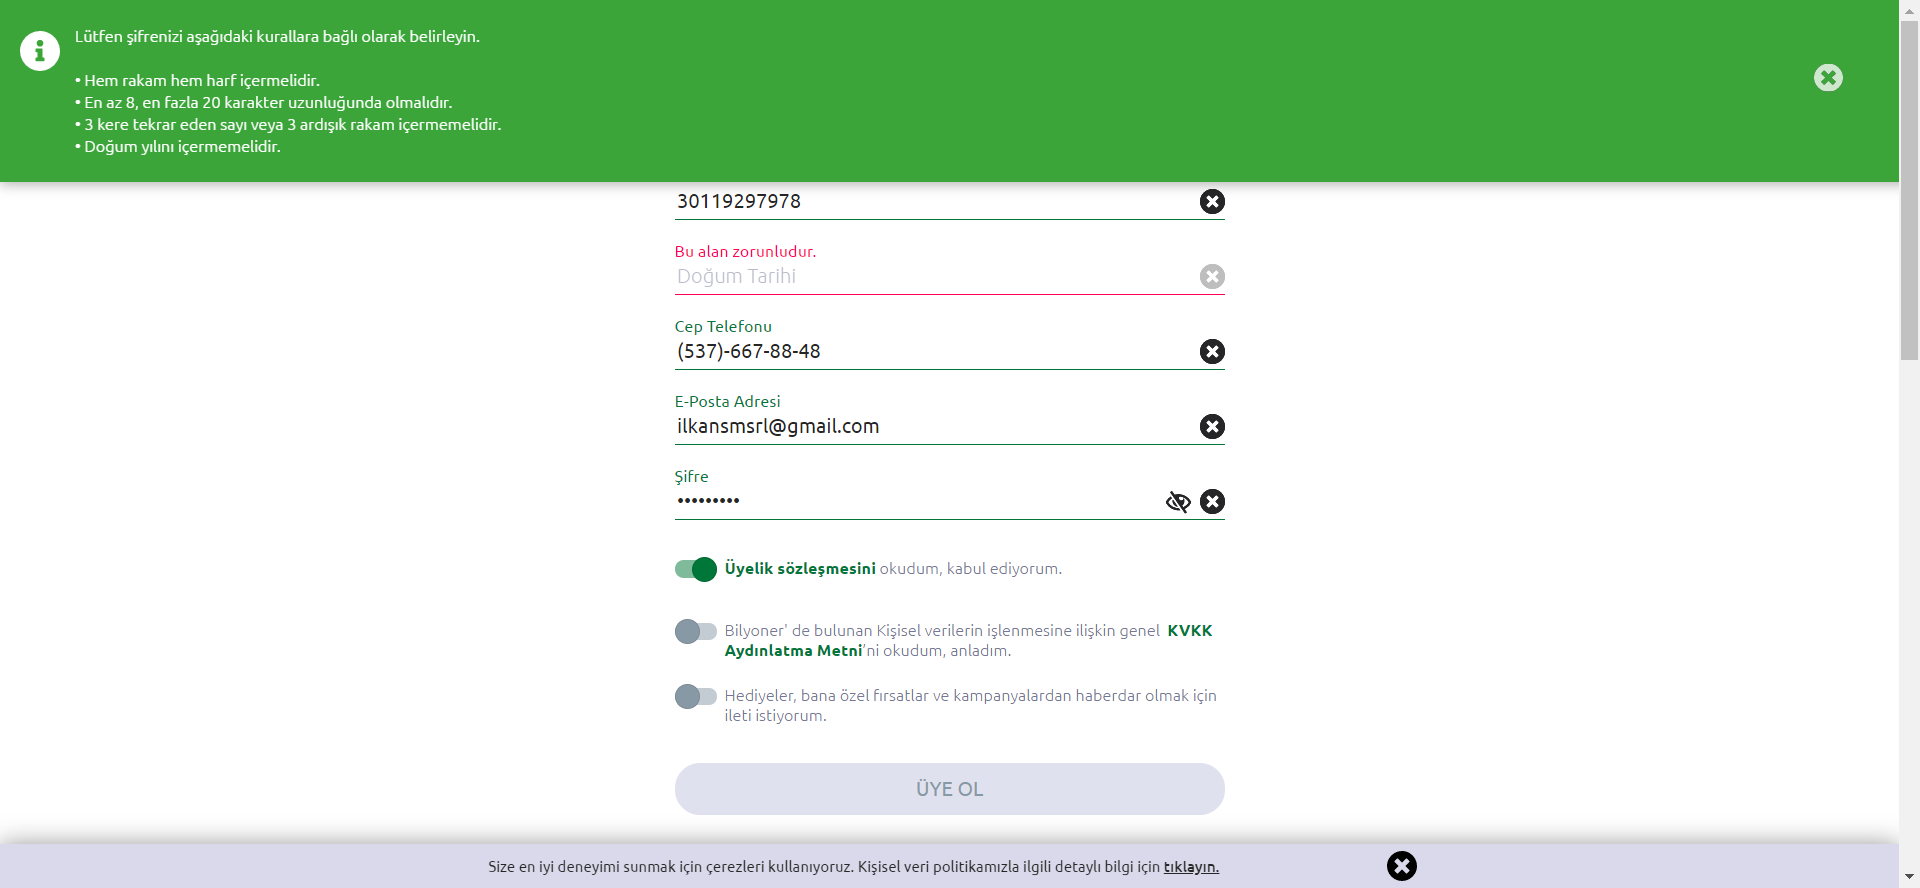 Lütfen şifrenizi aşağıdaki kurallara bağlı olarak belirleyin.
• Hem rakam hem harf içermelidir.
• En az 8, en fazla 20 karakter uzunluğunda olmalıdır.
• 3 kere tekrar eden sayı veya 3 ardışık rakam içermemelidir.
• Doğum yılını içermemelidir.
30119297978
Bu alan zorunludur.
Doğum Tarihi
Cep Telefonu
(537)-667-88-48
E-Posta Adresi
ilkansmsrl@gmail.com
Şifre
•••••••••
Üyelik sözleşmesini okudum, kabul ediyorum.
Bilyoner' de bulunan Kişisel verilerin işlenmesine ilişkin genel KVKK
Aydınlatma Metni’ni okudum, anladım.
Hediyeler, bana özel fırsatlar ve kampanyalardan haberdar olmak için
ileti istiyorum.
ÜYE OL
Size en iyi deneyimi sunmak için çerezleri kullanıyoruz. Kişisel veri politikamızla ilgili detaylı bilgi için tıklayın.